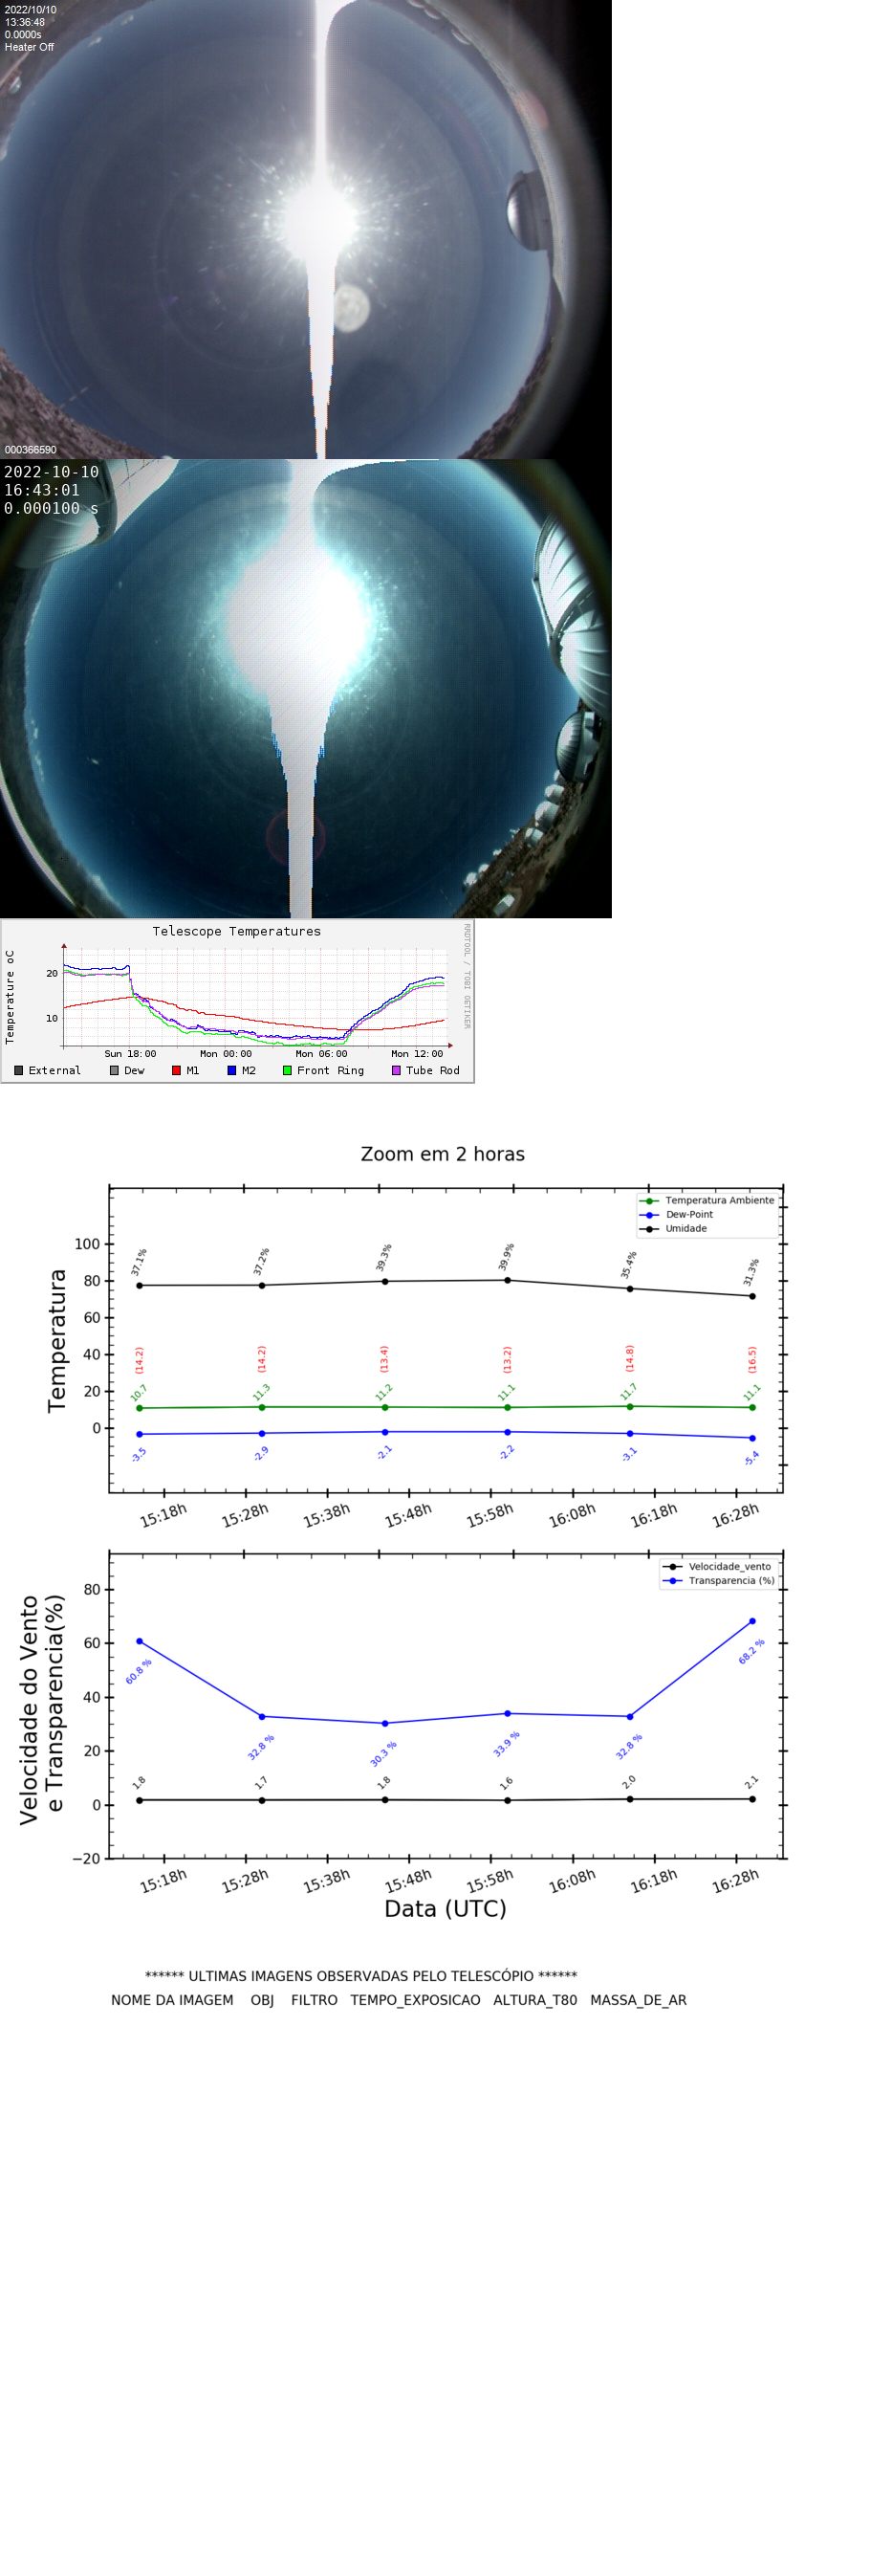 2022/10/10
13:36:48
0.0000s
Heater Off
000366590
2022-10-10
16:43:01
0.000100 s
Telescope Temperatures
RRDTOOL / TOBI OETIKER
Temperature oC
20
10
Sun 18:00 Mon 00:00 Mon 06:00 Mon 12:00
External Dew M1 M2 Front Ring Tube Rod
Zoom em 2 horas
Temperatura
Temperatura Ambiente
Dew-Point
Umidade
100
80
60
40
20
0
37.1% 37.2% 39.3% 39.9% 35.4% 31.3%
(14.2) (14.2) (13.4) (13.2) (14.8) (16.5)
10.7 11.3 11.2 11.1 11.7 11.1
-3.5 -2.9 -2.1 -2.2 -3.1 -5.4
15:18h 15:28h 15:38h 15:48h 15:58h 16:08h 16:18h 16:28h
Velocidade do Vento
e Transparencia(%)
Velocidade_vento
Transparencia (%)
80
60
40
20
0
−20
60.8 % 32.8 % 30.3 % 33.9 % 32.8 % 68.2 %
1.8 1.7 1.8 1.6 2.0 2.1
15:18h 15:28h 15:38h 15:48h 15:58h 16:08h 16:18h 16:28h
Data (UTC)
****** ULTIMAS IMAGENS OBSERVADAS PELO TELESCÓPIO ******
NOME DA IMAGEM OBJ FILTRO TEMPO_EXPOSICAO ALTURA_T80 MASSA_DE_AR